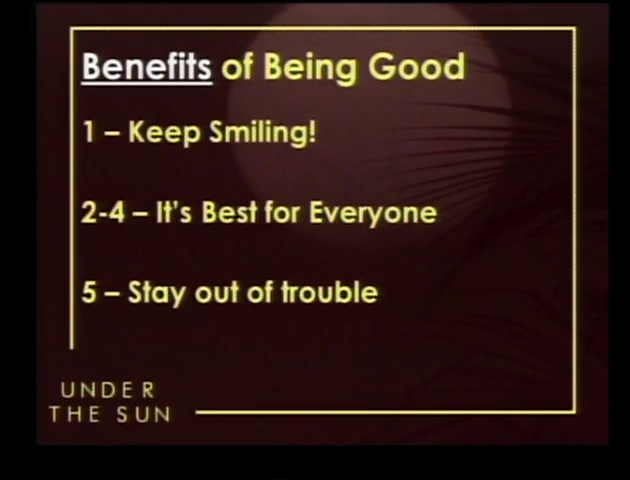 Benefits of Being Good
1 – Keep Smiling!
2-4 – It's Best for Everyone
5 – Stay out of trouble
UNDER
THE SUN